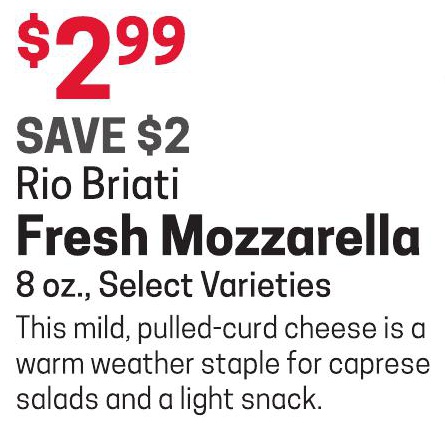 $2.99
SAVE $2
Rio Briati
Fresh Mozzarella
8 oz., Select Varieties
This mild, pulled-curd cheese is a
warm weather staple for caprese
salads and a light snack.